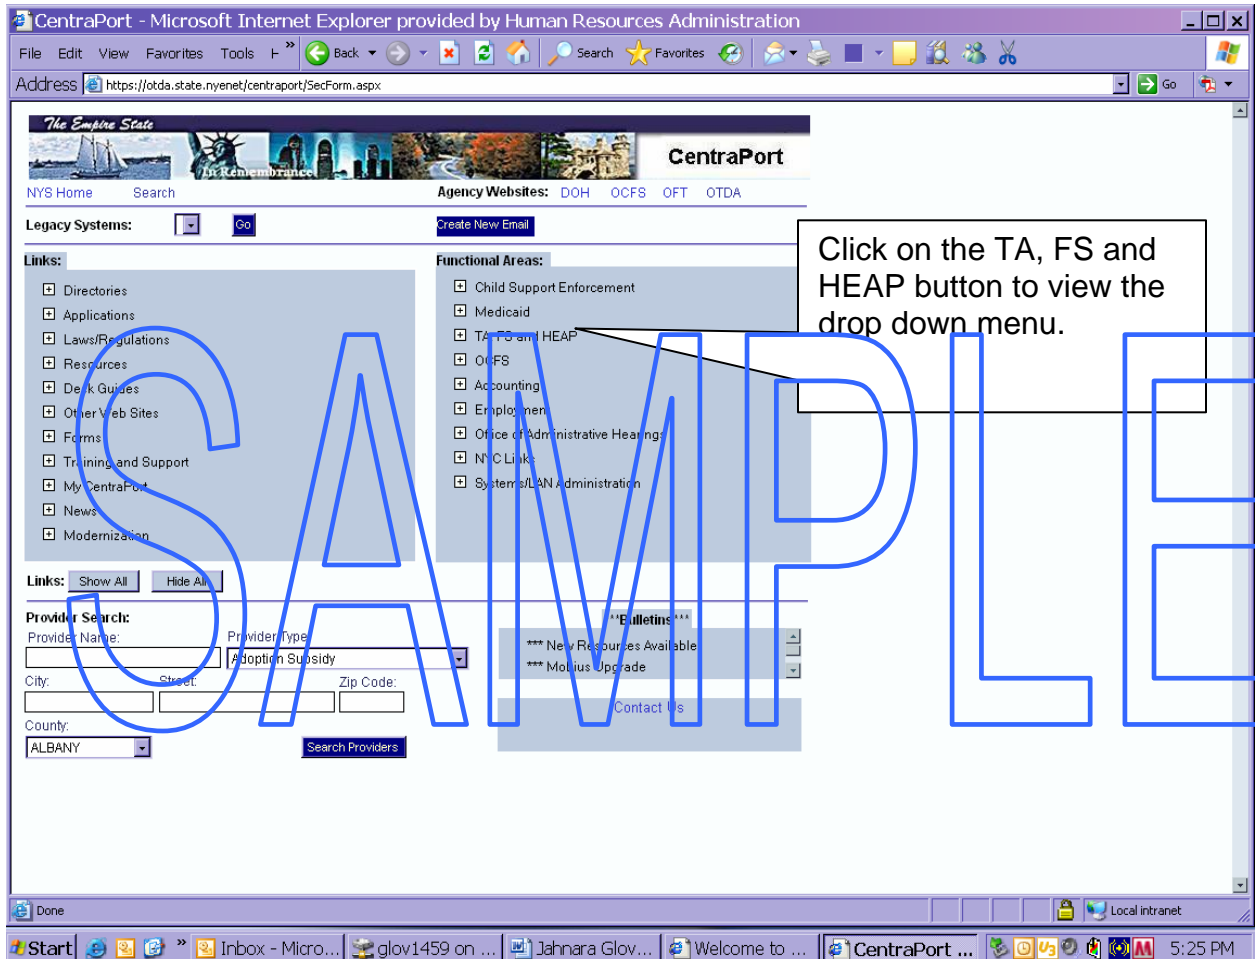 CentraPort - Microsoft Internet Explorer provided by Human Resources Administration
File Edit View Favorites Tools H » Back Search Favorites
Address https://otda.state.nyenet/centraport/SecForm.aspx Go
The Empire State
In Remembrance
CentraPort
NYS Home Search Agency Websites: DOH OCFS OFT OTDA
Legacy Systems: Go Create New Email
Links:
Directories
Applications
Laws/Regulations
Resources
Desk Guides
Other Web Sites
Forms
Training and Support
My CentraPort
News
Modernization
Functional Areas:
Child Support Enforcement
Medicaid
TA, FS and HEAP
OCFS
Accounting
Employment
Office of Administrative Hearings
NYC Links
Systems/LAN Administration
Click on the TA, FS and
HEAP button to view the
drop down menu.
SAMPLE
Links: Show All Hide All
Provider Search:
Provider Name: Provider Type:
Adoption Subsidy
City: Street: Zip Code:
County:
ALBANY Search Providers
**Bulletins***
*** New Resources Available
*** Mobius Upgrade
Contact Us
Done Local intranet
Start » Inbox - Micro... glov1459 on ... Jahnara Glov... Welcome to ... CentraPort ... 5:25 PM